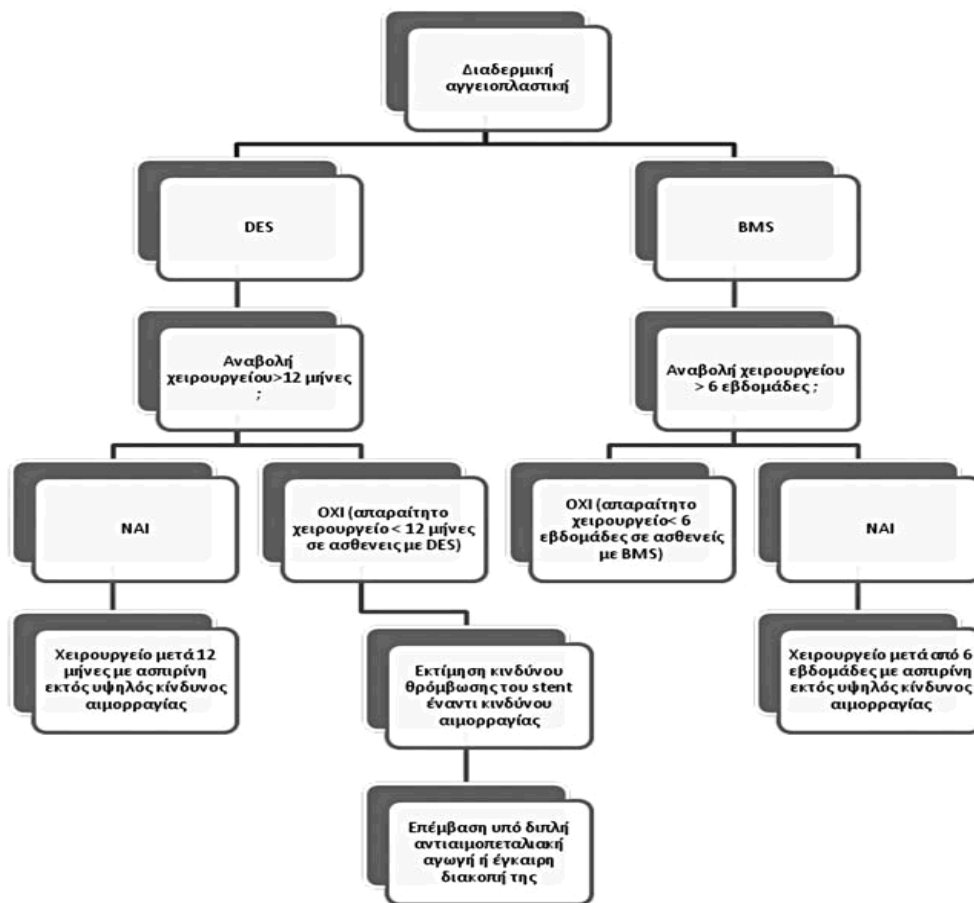 Διαδερμική
αγγειοπλαστική
DES
BMS
Αναβολή
χειρουργείου>12 μήνες
;
Αναβολή χειρουργείου
> 6 εβδομάδες ;
ΝΑΙ
ΟΧΙ (απαραίτητο
χειρουργείο < 12 μήνες
σε ασθενεις με DES)
ΟΧΙ (απαραίτητο
χειρουργείο< 6
εβδομάδες σε ασθενείς
με BMS)
ΝΑΙ
Χειρουργείο μετά 12
μήνες με ασπιρίνη
εκτός υψηλός κίνδυνος
αιμορραγίας
Εκτίμηση κινδύνου
θρόμβωσης του stent
έναντι κινδύνου
αιμορραγίας
Χειρουργείο μετά από 6
εβδομάδες με ασπιρίνη
εκτός υψηλός κίνδυνος
αιμορραγίας
Επέμβαση υπό διπλή
αντιαιμοπεταλιακή
αγωγή ή έγκαιρη
διακοπή της